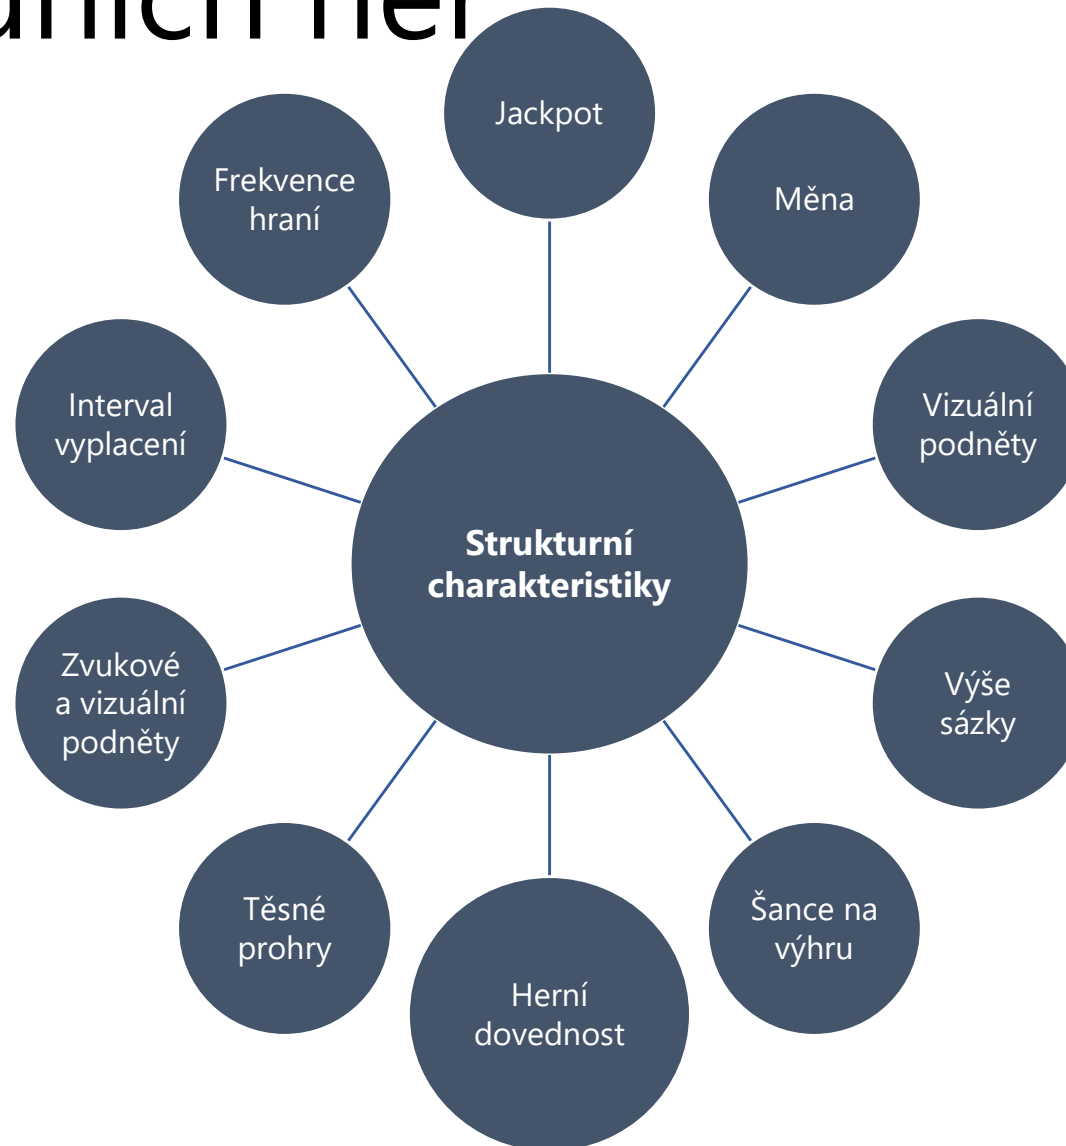 her
Jackpot
Měna
Vizuální
podněty
Výše
sázky
Šance na
výhru
Herní
dovednost
Těsné
prohry
Zvukové
a vizuální
podněty
Interval
vyplacení
Frekvence
hraní
Strukturní
charakteristiky